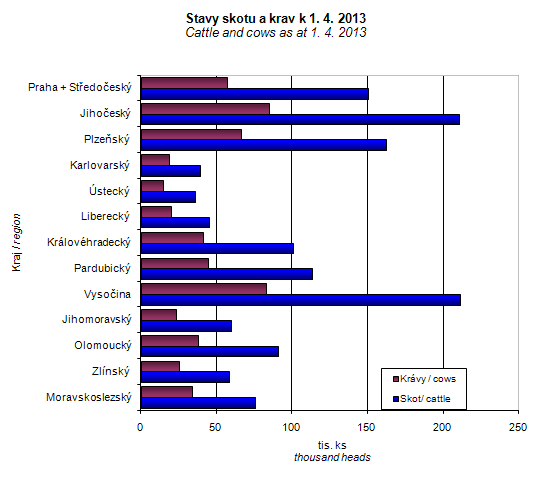 Stavy skotu a krav k 1. 4. 2013
Cattle and cows as at 1. 4. 2013
Kraj / region
Praha + Středočeský
Jihočeský
Plzeňský
Karlovarský
Ústecký
Liberecký
Královéhradecký
Pardubický
Vysočina
Jihomoravský
Olomoucký
Zlínský
Moravskoslezský
Krávy / cows
Skot/ cattle
0 50 100 150 200 250
tis. ks
thousand heads